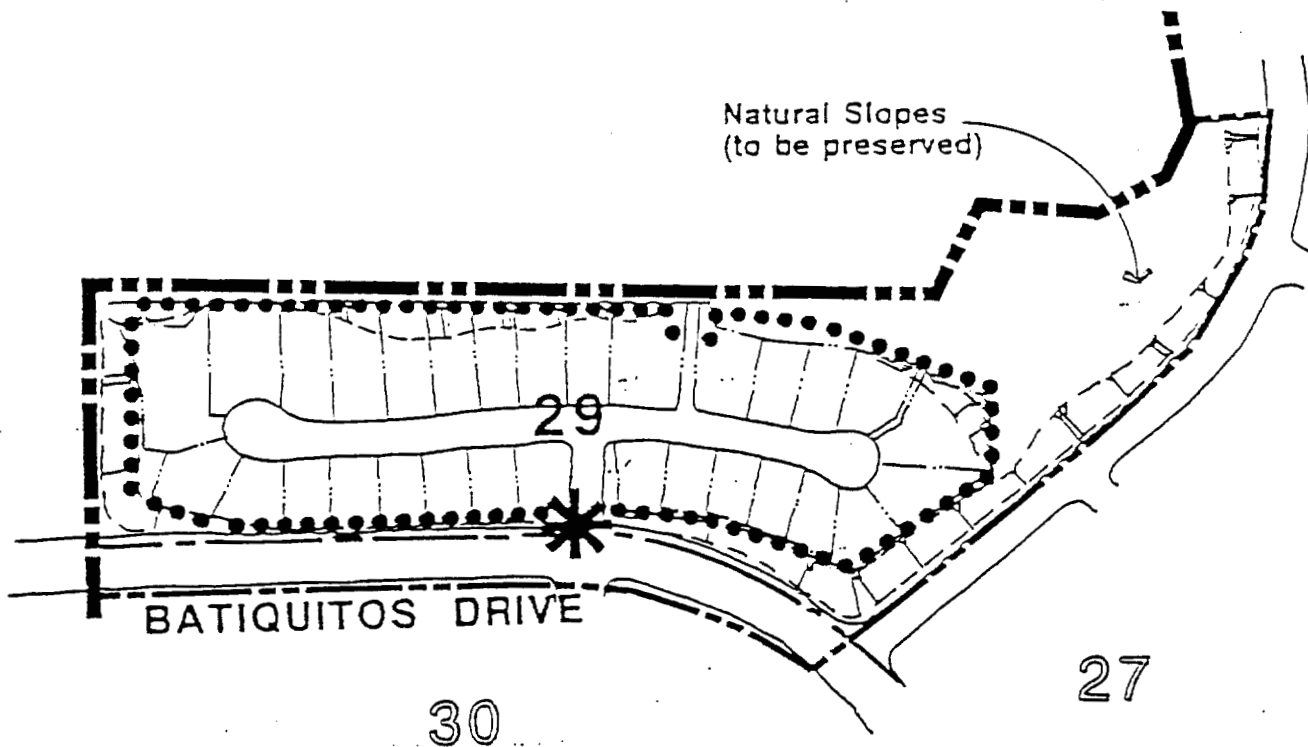 Natural Slopes
(to be preserved)
29
BATIQUITOS DRIVE
27
30